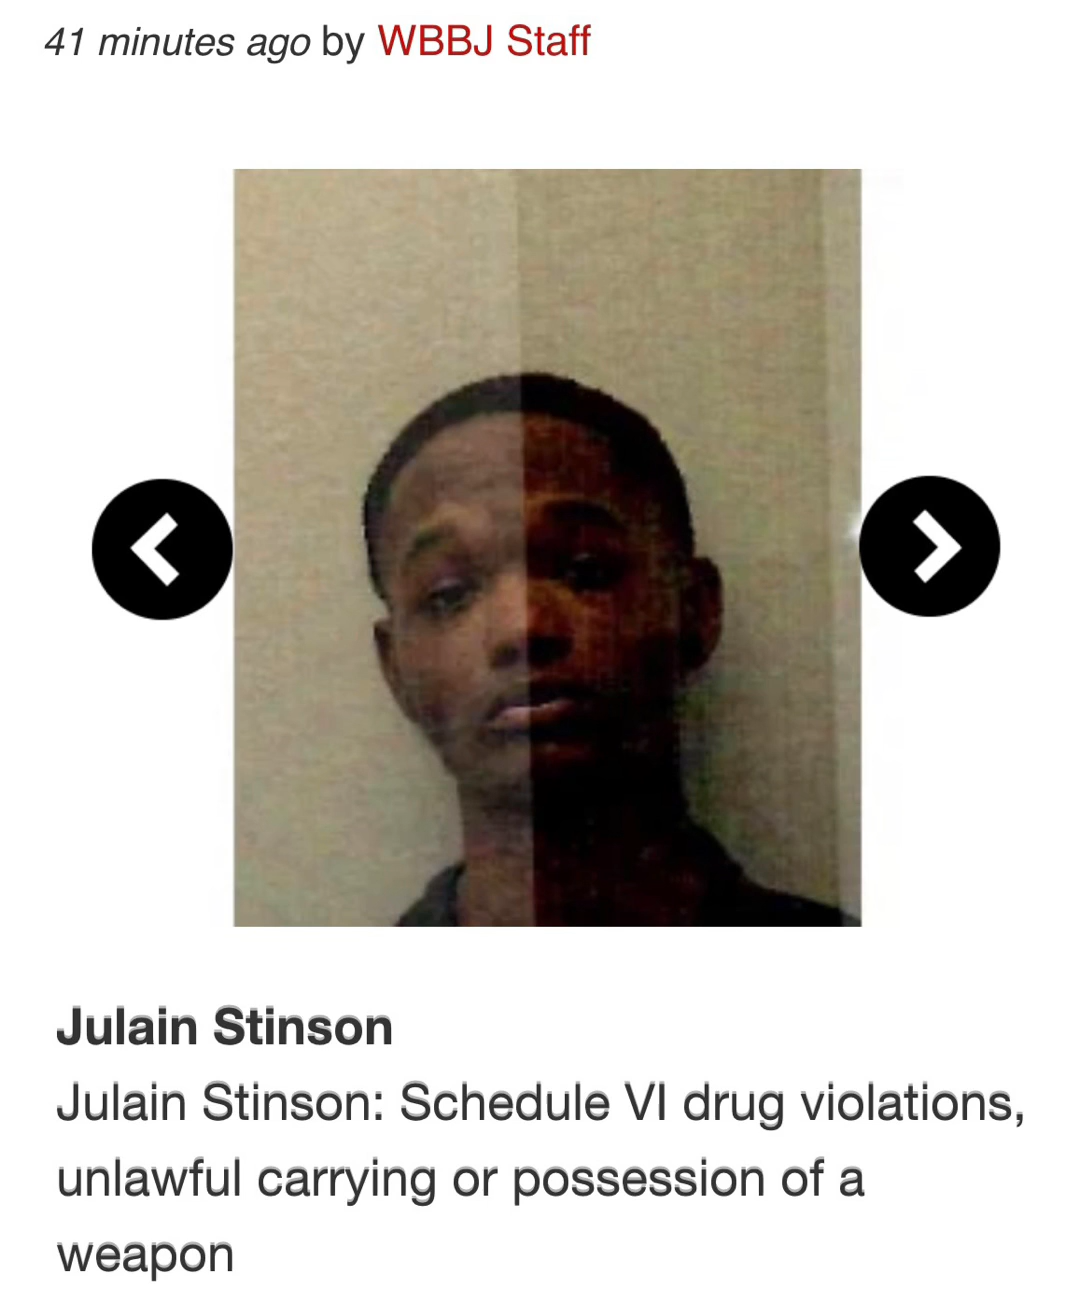 41 minutes ago by WBBJ Staff
Julain Stinson
Julain Stinson: Schedule VI drug violations,
unlawful carrying or possession of a
weapon